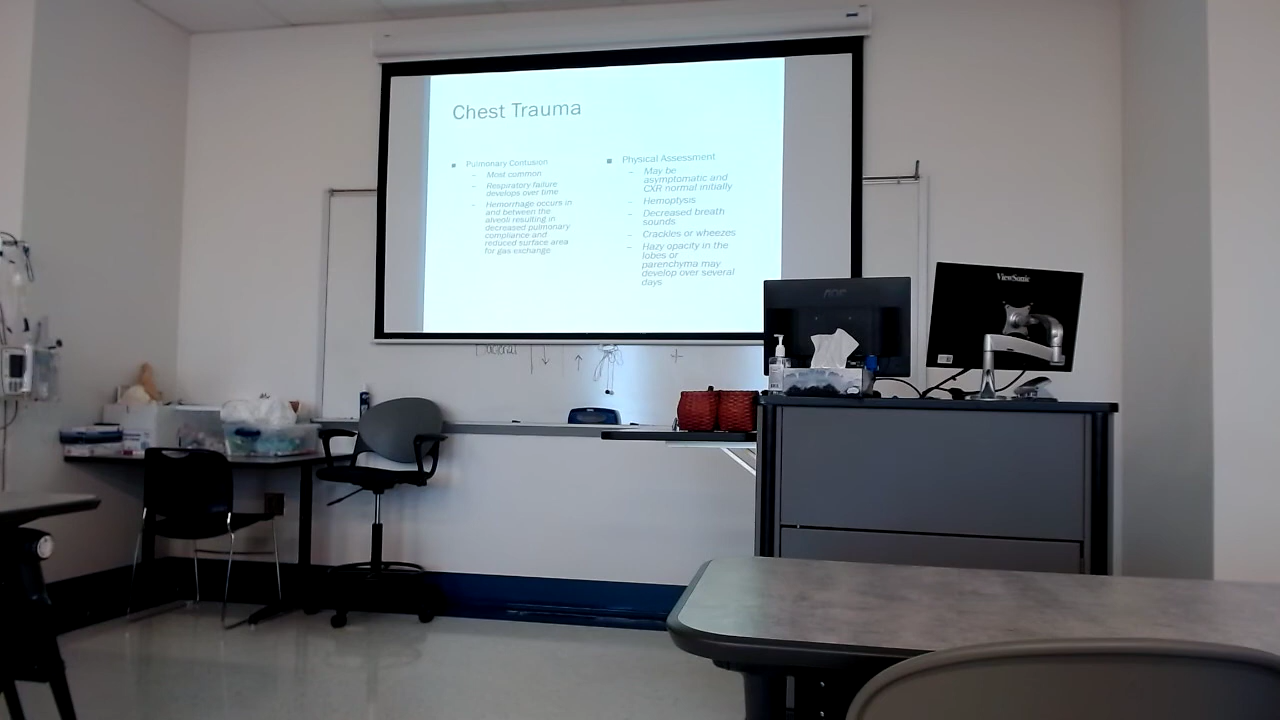 Chest Trauma
Pulmonary Contusion
– Most common
– Respiratory failure
develops over time
– Hemorrhage occurs in
and between the
alveoli resulting in
decreased pulmonary
compliance and
reduced surface area
for gas exchange
Physical Assessment
– May be
asymptomatic and
CXR normal initially
– Hemoptysis
– Decreased breath
sounds
– Crackles or wheezes
– Hazy opacity in the
lobes or
parenchyma may
develop over several
days
AOC
ViewSonic